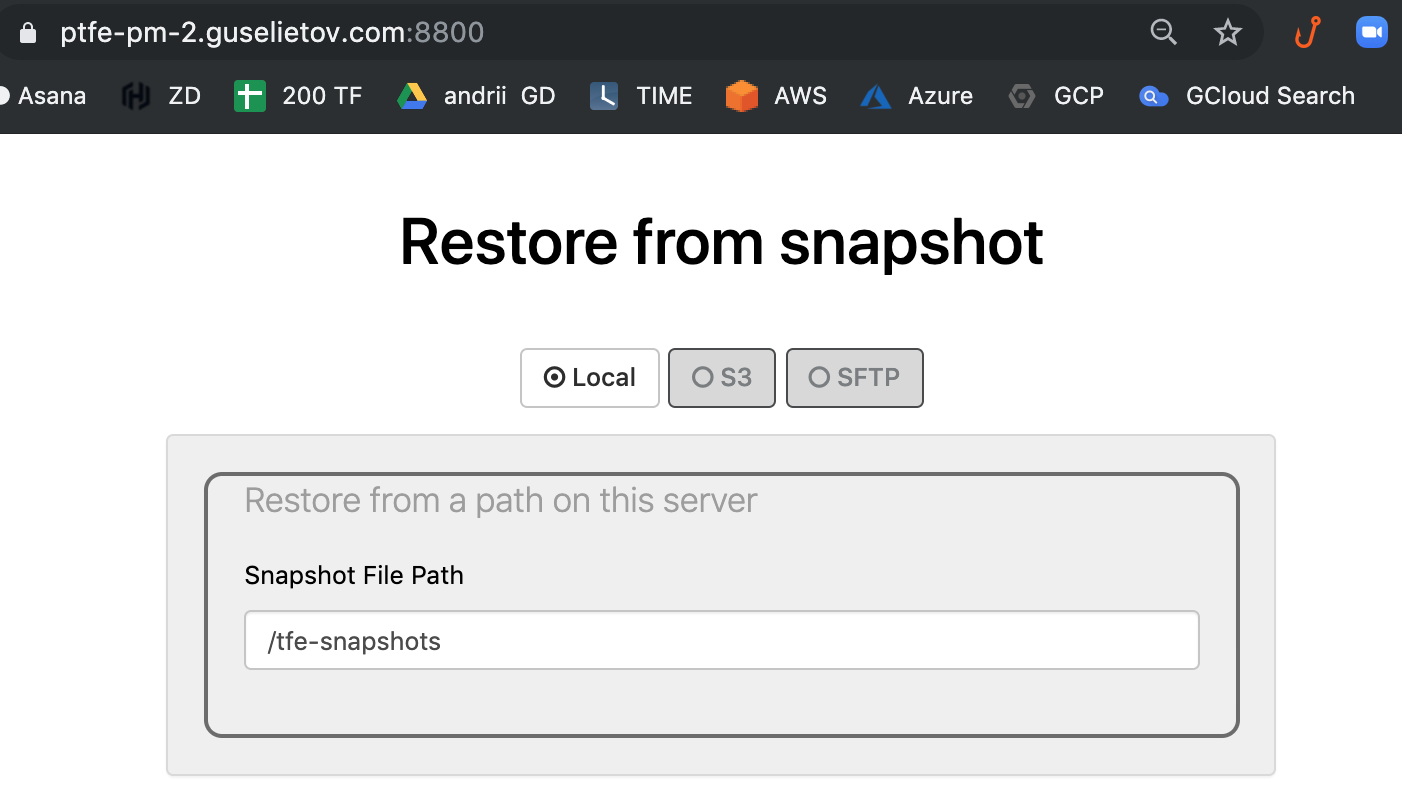 ptfe-pm-2.guselietov.com:8800
Asana ZD 200 TF andrii GD TIME AWS Azure GCP GCloud Search
Restore from snapshot
Local S3 SFTP
Restore from a path on this server
Snapshot File Path
/tfe-snapshots